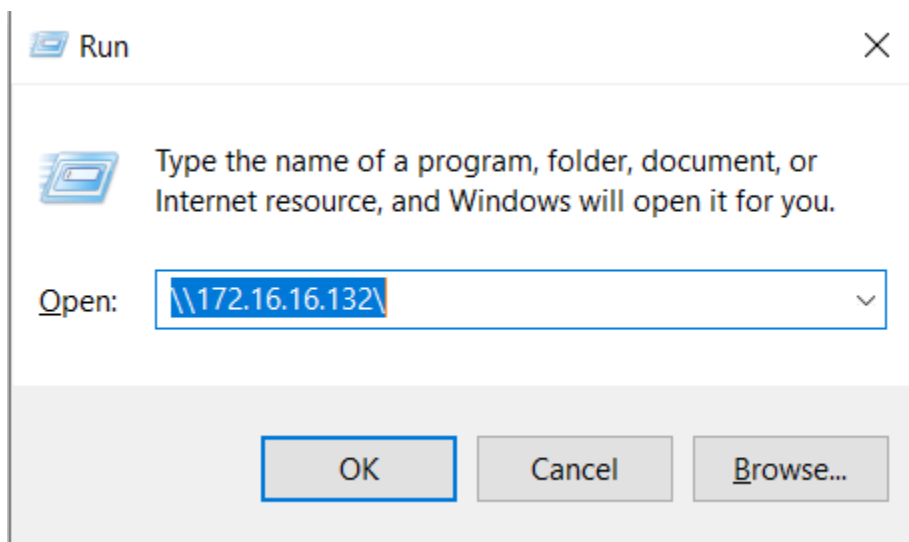 Run
Type the name of a program, folder, document, or
Internet resource, and Windows will open it for you.
Open: \\172.16.16.132\
OK Cancel Browse...